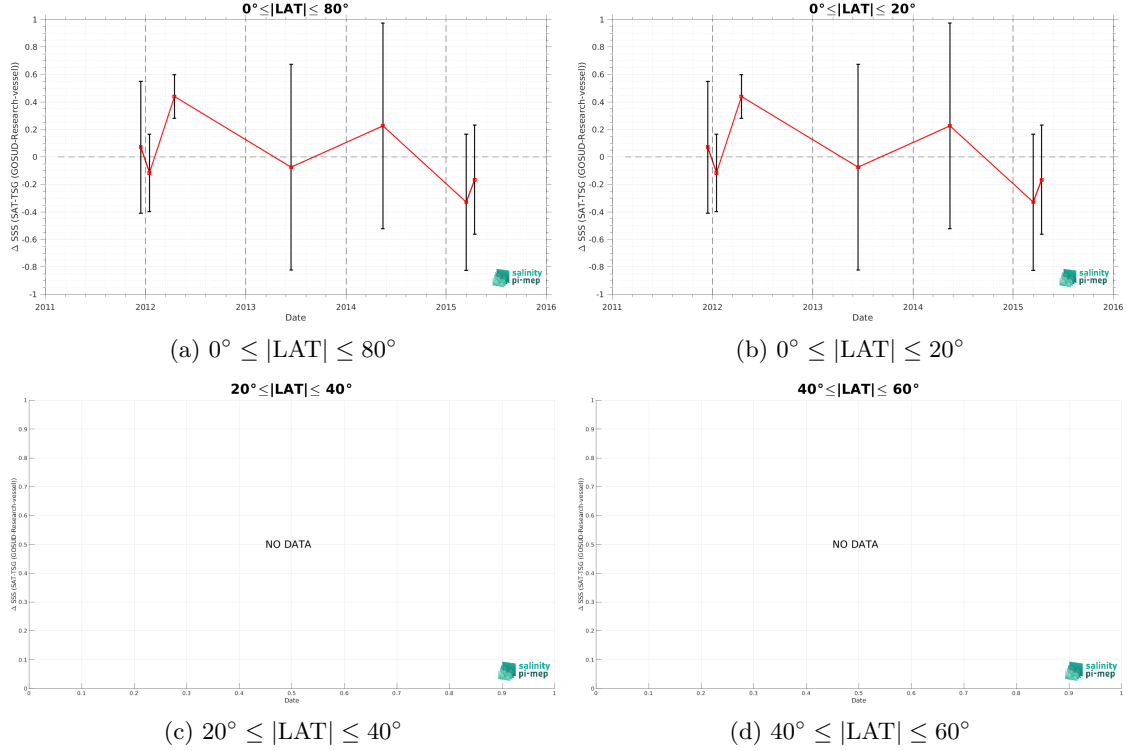 0°≤|LAT|≤ 80°
1
0.8
0.6
0.4
0.2
0
-0.2
-0.4
-0.6
-0.8
-1
Δ SSS (SAT-TSG (GOSUD-Research-vessel))
2011 2012 2013 2014 2015 2016
Date
salinity
pi-mep
(a) 0° ≤ |LAT| ≤ 80°
0°≤|LAT|≤ 20°
1
0.8
0.6
0.4
0.2
0
-0.2
-0.4
-0.6
-0.8
-1
Δ SSS (SAT-TSG (GOSUD-Research-vessel))
2011 2012 2013 2014 2015 2016
Date
salinity
pi-mep
(b) 0° ≤ |LAT| ≤ 20°
20°≤|LAT|≤ 40°
1
0.9
0.8
0.7
0.6
0.5
0.4
0.3
0.2
0.1
0
Δ SSS (SAT-TSG (GOSUD-Research-vessel))
NO DATA
0 0.1 0.2 0.3 0.4 0.5 0.6 0.7 0.8 0.9 1
Date
salinity
pi-mep
(c) 20° ≤ |LAT| ≤ 40°
40°≤|LAT|≤ 60°
1
0.9
0.8
0.7
0.6
0.5
0.4
0.3
0.2
0.1
0
Δ SSS (SAT-TSG (GOSUD-Research-vessel))
NO DATA
0 0.1 0.2 0.3 0.4 0.5 0.6 0.7 0.8 0.9 1
Date
salinity
pi-mep
(d) 40° ≤ |LAT| ≤ 60°